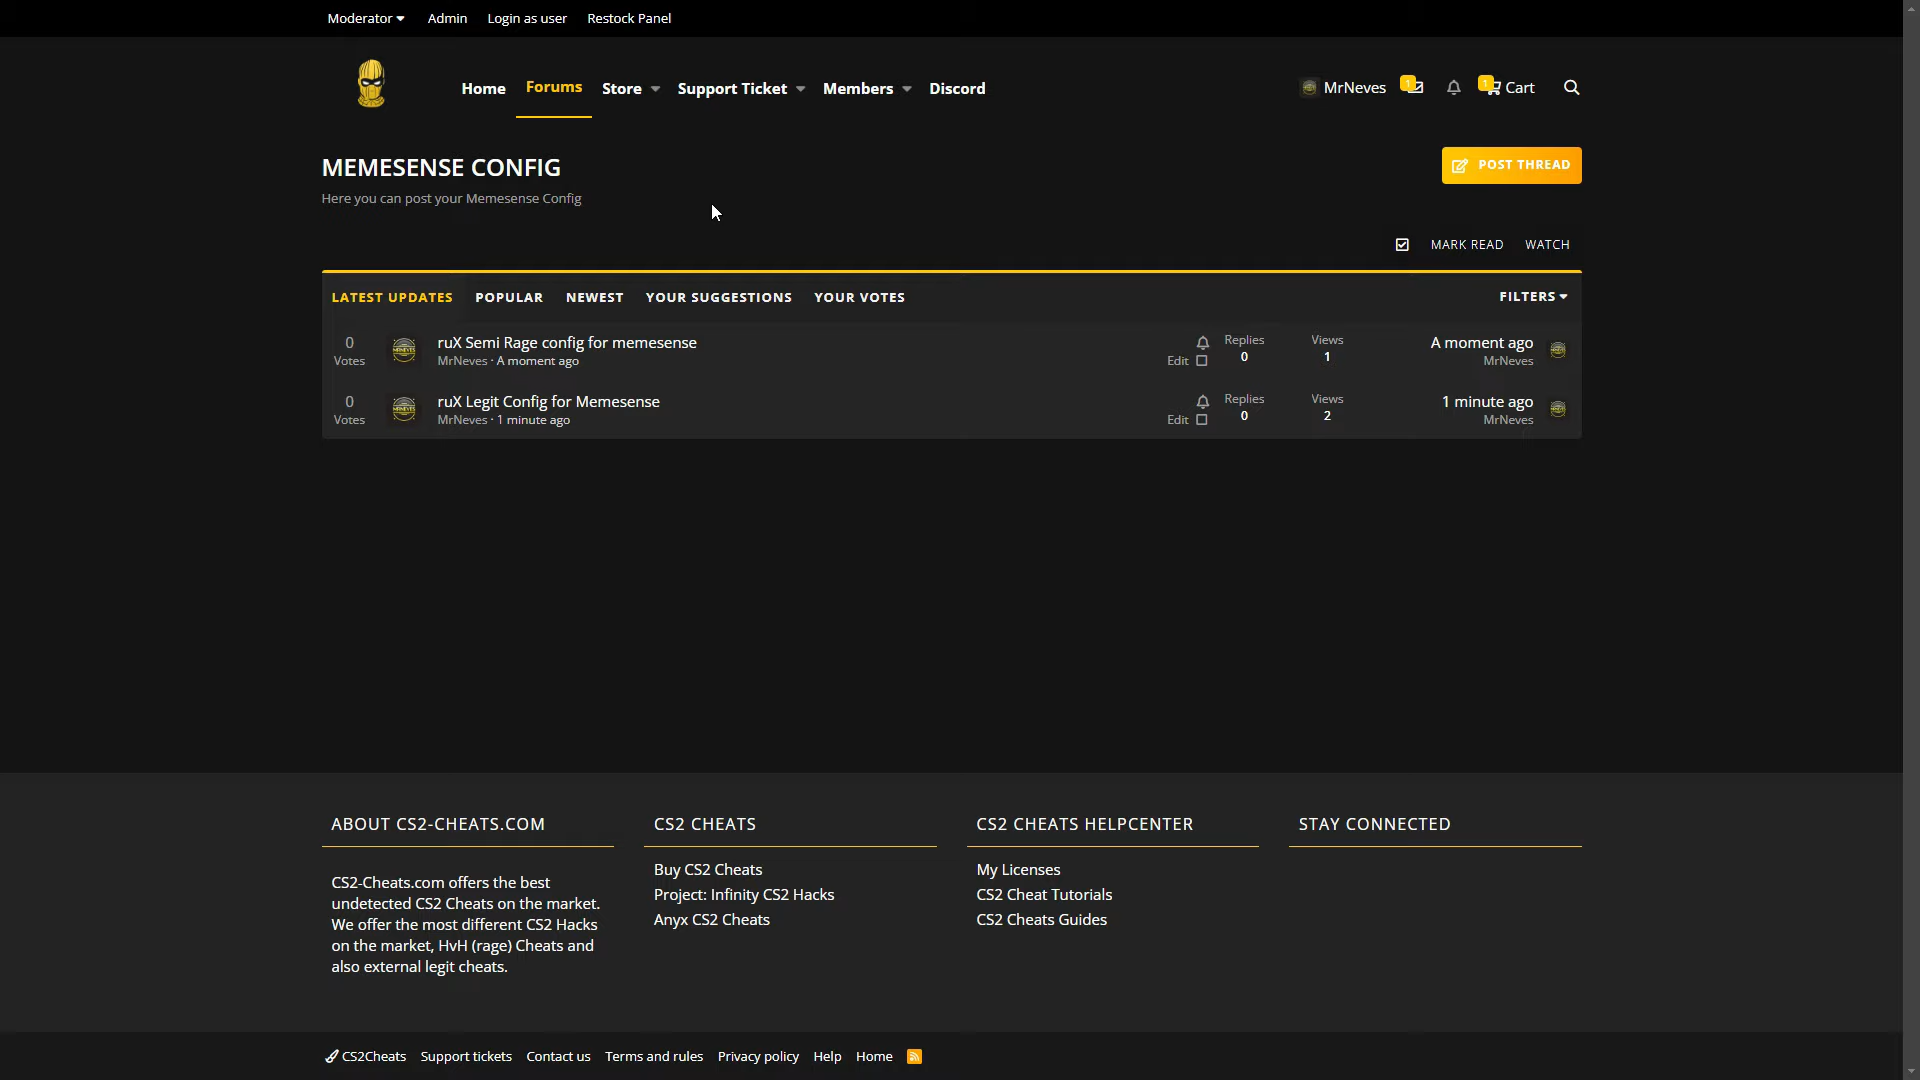 Moderator Admin Login as user Restock Panel
Home Forums Store Support Ticket Members Discord MrNeves 1 1 Cart
MEMESENSE CONFIG
POST THREAD
Here you can post your Memesense Config
MARK READ WATCH
LATEST UPDATES POPULAR NEWEST YOUR SUGGESTIONS YOUR VOTES FILTERS
0 ruX Semi Rage config for memesense Replies Views A moment ago
Votes MrNeves · A moment ago Edit 0 1 MrNeves
0 ruX Legit Config for Memesense Replies Views 1 minute ago
Votes MrNeves · 1 minute ago Edit 0 2 MrNeves
ABOUT CS2-CHEATS.COM
CS2-Cheats.com offers the best
undetected CS2 Cheats on the market.
We offer the most different CS2 Hacks
on the market, HvH (rage) Cheats and
also external legit cheats.
CS2 CHEATS
Buy CS2 Cheats
Project: Infinity CS2 Hacks
Anyx CS2 Cheats
CS2 CHEATS HELPCENTER
My Licenses
CS2 Cheat Tutorials
CS2 Cheats Guides
STAY CONNECTED
CS2Cheats Support tickets Contact us Terms and rules Privacy policy Help Home